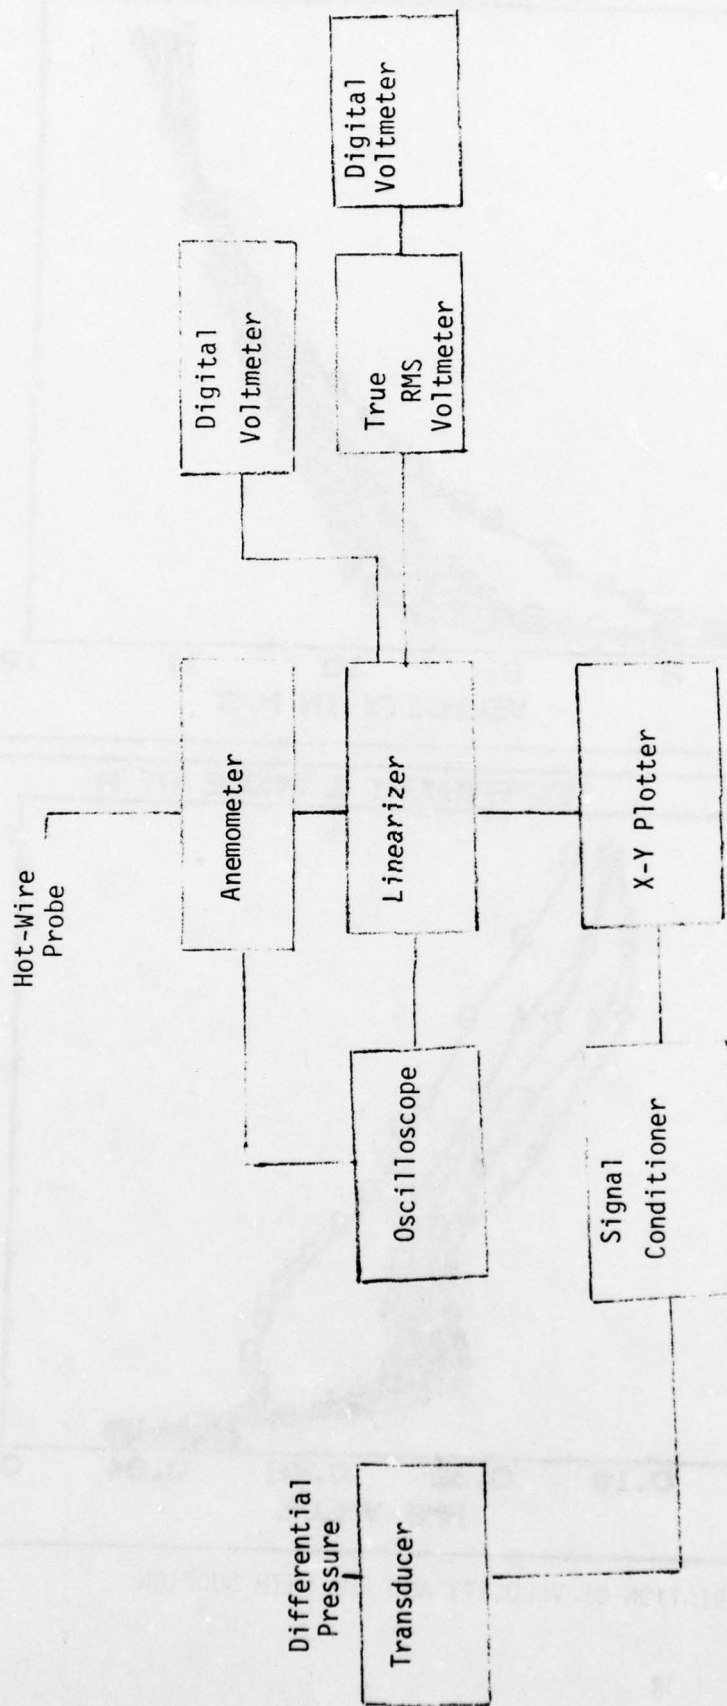 Hot-Wire
Probe
Anemometer
Digital
Voltmeter
Differential
Pressure
Transducer
Oscilloscope
Linearizer
True
RMS
Voltmeter
Digital
Voltmeter
Signal
Conditioner
X-Y Plotter